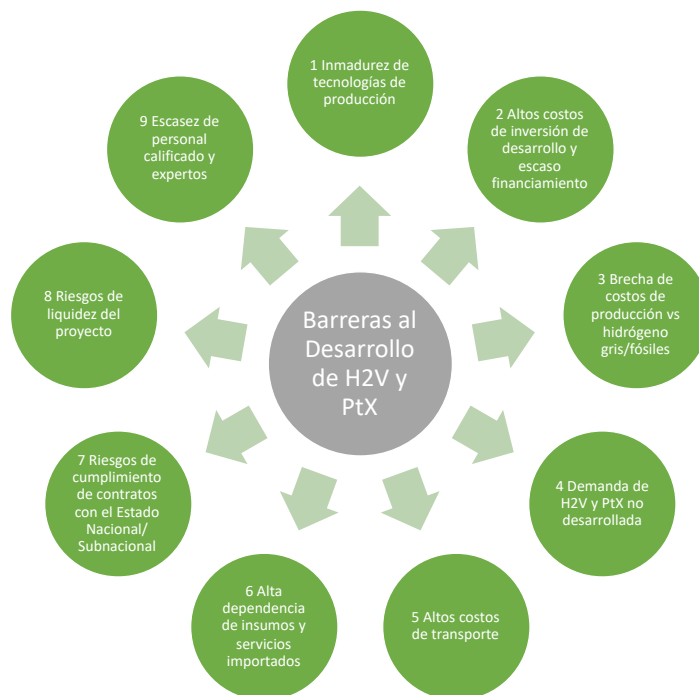 Barreras al
Desarrollo
de H2V y
PtX
1 Inmadurez de
tecnologías de
producción
2 Altos costos
de inversión de
desarrollo y
escaso
financiamiento
3 Brecha de
costos de
producción vs
hidrógeno
gris/fósiles
4 Demanda de
H2V y PtX no
desarrollada
5 Altos costos
de transporte
6 Alta
dependencia
de insumos y
servicios
importados
7 Riesgos de
cumplimiento
de contratos
con el Estado
Nacional/
Subnacional
8 Riesgos de
liquidez del
proyecto
9 Escasez de
personal
calificado y
expertos